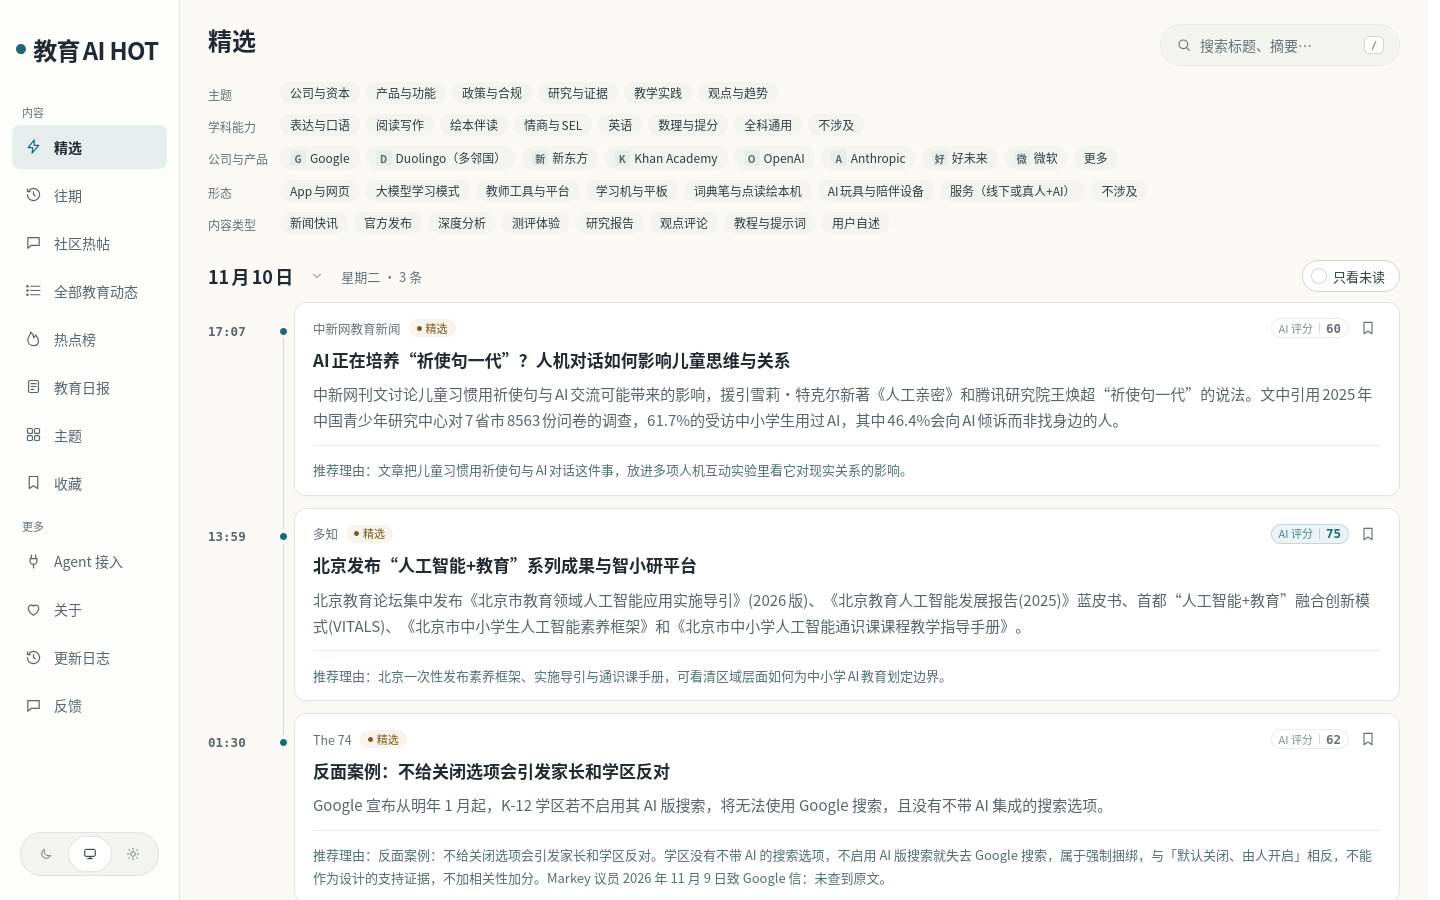 教育 AI HOT
内容
精选
往期
社区热帖
全部教育动态
热点榜
教育日报
主题
收藏
更多
Agent 接入
关于
更新日志
反馈
精选
搜索标题、摘要… /
主题 公司与资本 产品与功能 政策与合规 研究与证据 教学实践 观点与趋势
学科能力 表达与口语 阅读写作 绘本伴读 情商与 SEL 英语 数理与提分 全科通用 不涉及
公司与产品 G Google D Duolingo（多邻国） 新 新东方 K Khan Academy O OpenAI A Anthropic 好 好未来 微 微软 更多
形态 App 与网页 大模型学习模式 教师工具与平台 学习机与平板 词典笔与点读绘本机 AI 玩具与陪伴设备 服务（线下或真人+AI） 不涉及
内容类型 新闻快讯 官方发布 深度分析 测评体验 研究报告 观点评论 教程与提示词 用户自述
11 月 10 日 星期二 · 3 条 只看未读
17:07 中新网教育新闻 精选 AI 评分 60
AI 正在培养“祈使句一代”？人机对话如何影响儿童思维与关系
中新网刊文讨论儿童习惯用祈使句与 AI 交流可能带来的影响，援引雪莉·特克尔新著《人工亲密》和腾讯研究院王焕超“祈使句一代”的说法。文中引用 2025 年
中国青少年研究中心对 7 省市 8563 份问卷的调查，61.7%的受访中小学生用过 AI，其中 46.4%会向 AI 倾诉而非找身边的人。
推荐理由：文章把儿童习惯用祈使句与 AI 对话这件事，放进多项人机互动实验里看它对现实关系的影响。
13:59 多知 精选 AI 评分 75
北京发布“人工智能+教育”系列成果与智小研平台
北京教育论坛集中发布《北京市教育领域人工智能应用实施导引》(2026 版)、《北京教育人工智能发展报告(2025)》蓝皮书、首都“人工智能+教育”融合创新模
式(VITALS)、《北京市中小学生人工智能素养框架》和《北京市中小学人工智能通识课课程教学指导手册》。
推荐理由：北京一次性发布素养框架、实施导引与通识课手册，可看清区域层面如何为中小学 AI 教育划定边界。
01:30 The 74 精选 AI 评分 62
反面案例：不给关闭选项会引发家长和学区反对
Google 宣布从明年 1 月起，K-12 学区若不启用其 AI 版搜索，将无法使用 Google 搜索，且没有不带 AI 集成的搜索选项。
推荐理由：反面案例：不给关闭选项会引发家长和学区反对。学区没有不带 AI 的搜索选项，不启用 AI 版搜索就失去 Google 搜索，属于强制捆绑，与「默认关闭、由人开启」相反，不能
作为设计的支持证据，不加相关性加分。Markey 议员 2026 年 11 月 9 日致 Google 信：未查到原文。